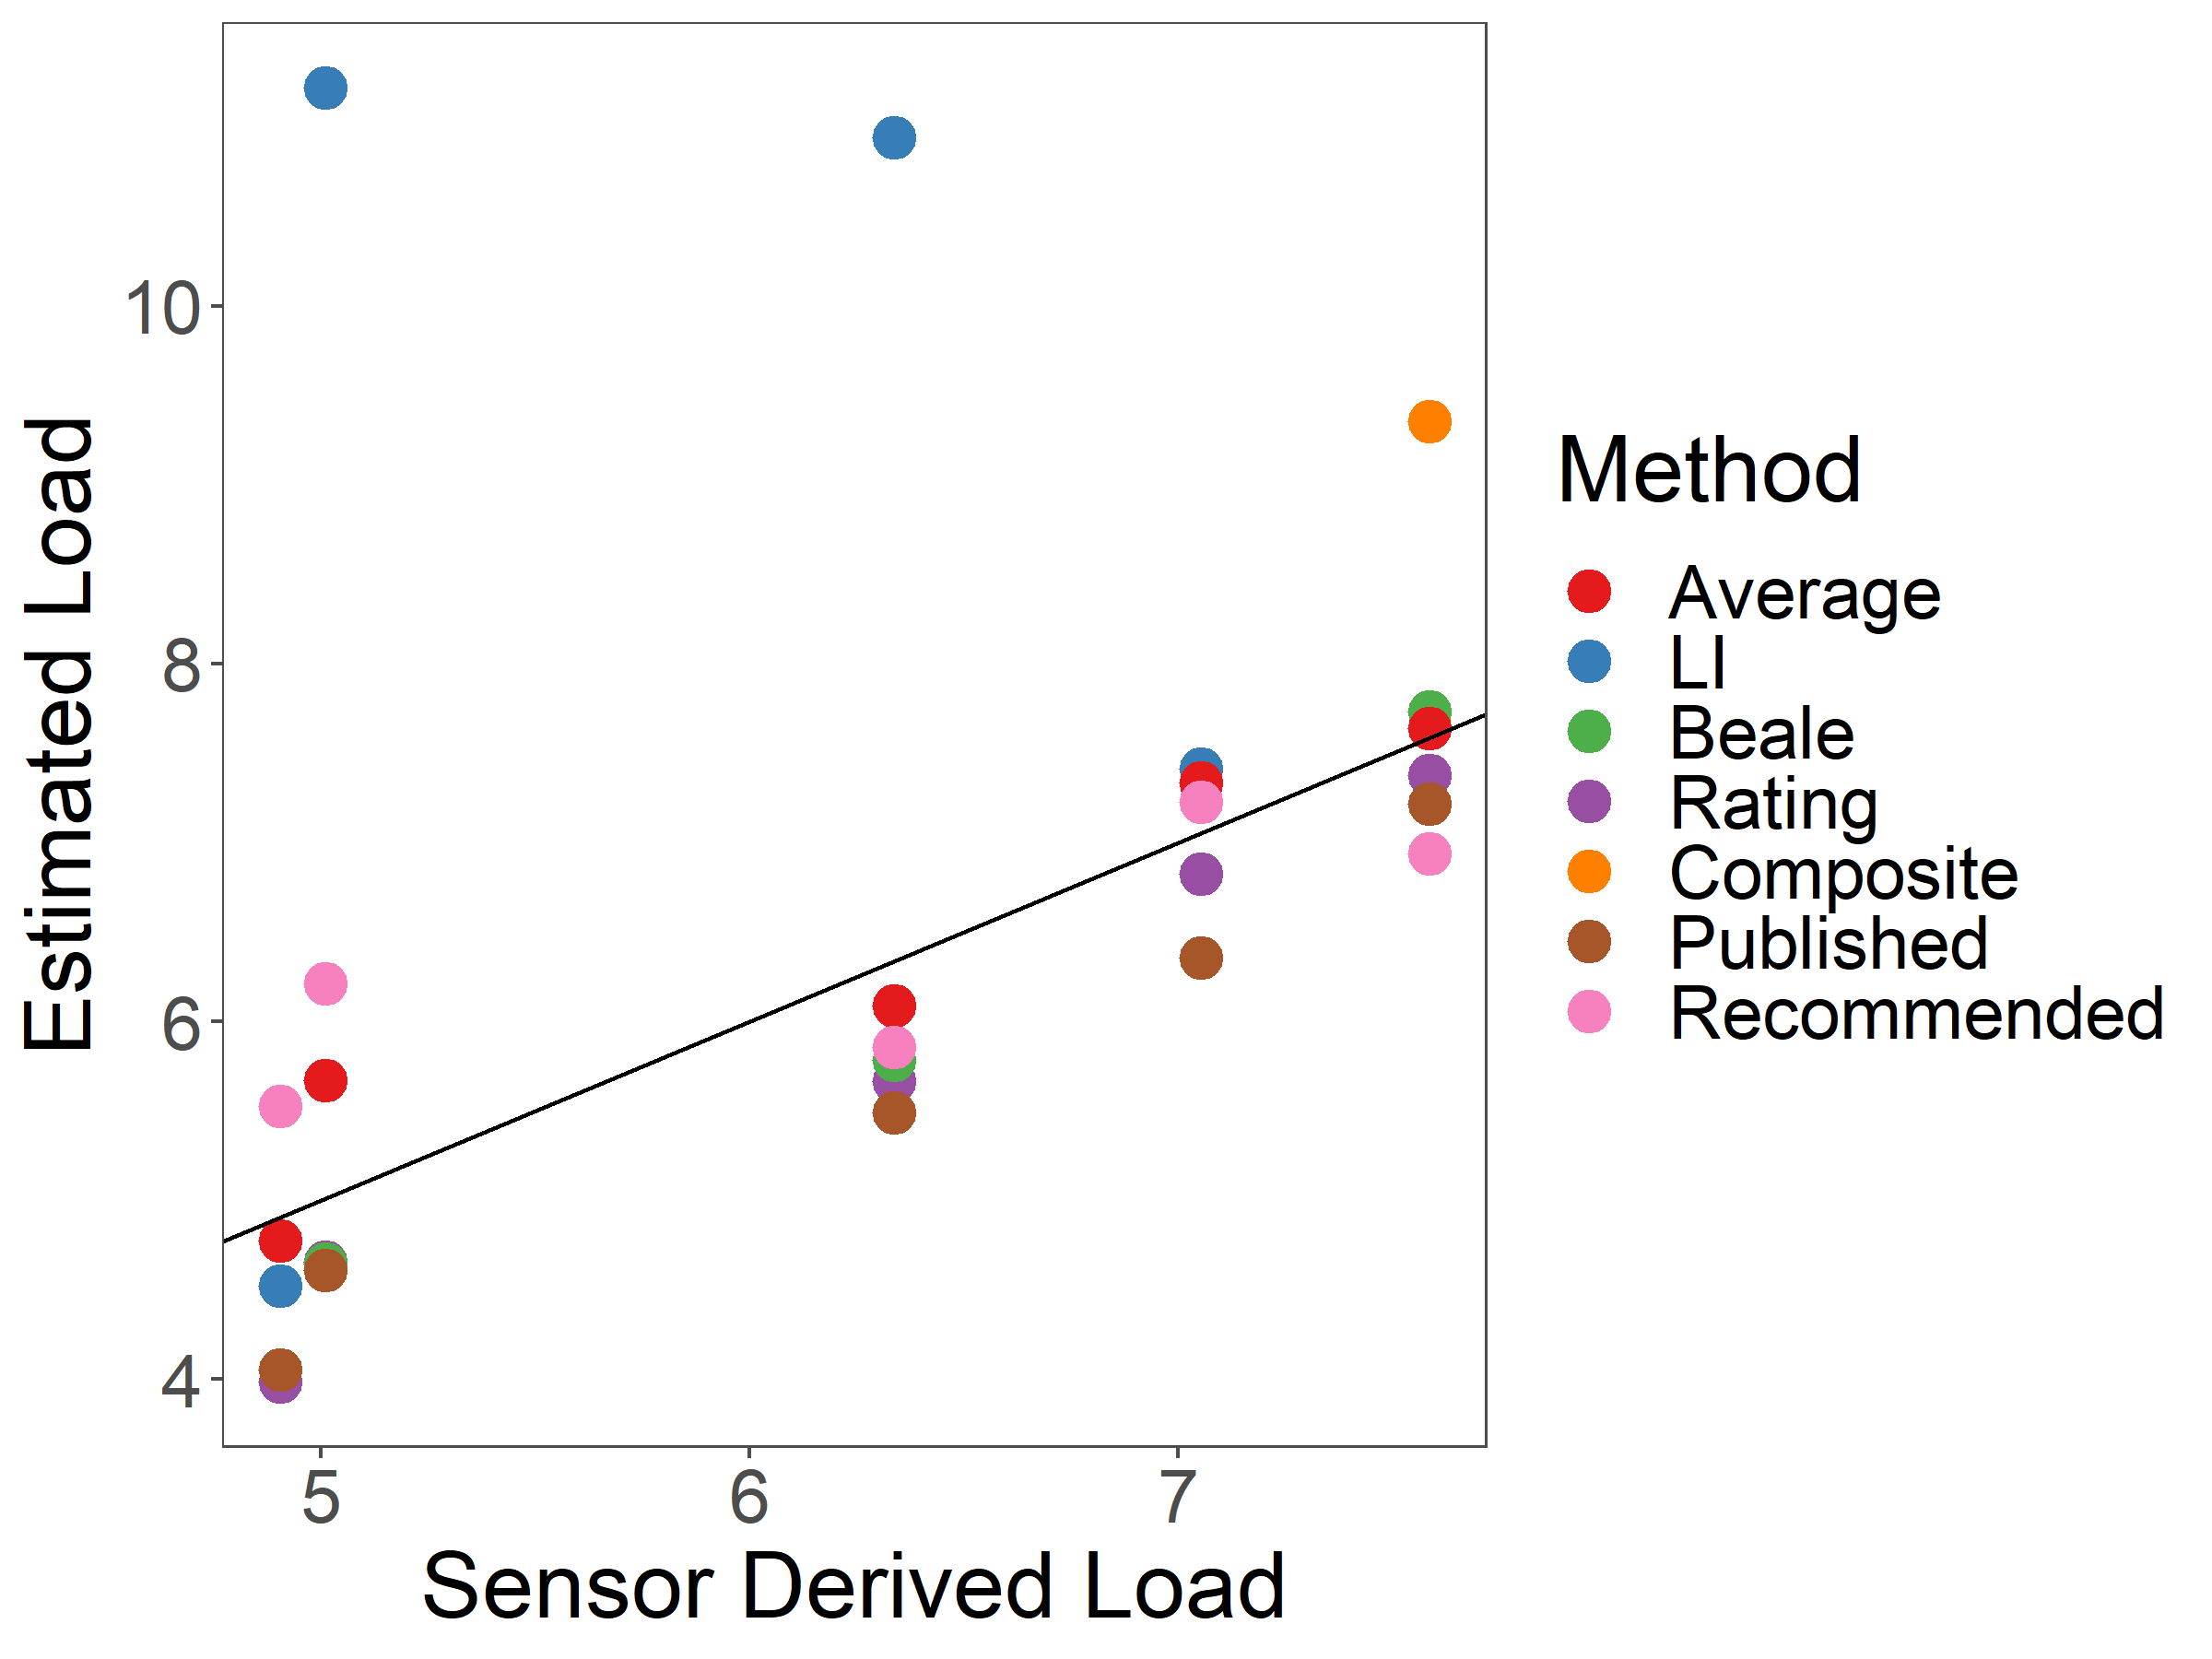 Estimated Load
10
8
6
4
5 6 7
Sensor Derived Load
Method
Average
LI
Beale
Rating
Composite
Published
Recommended